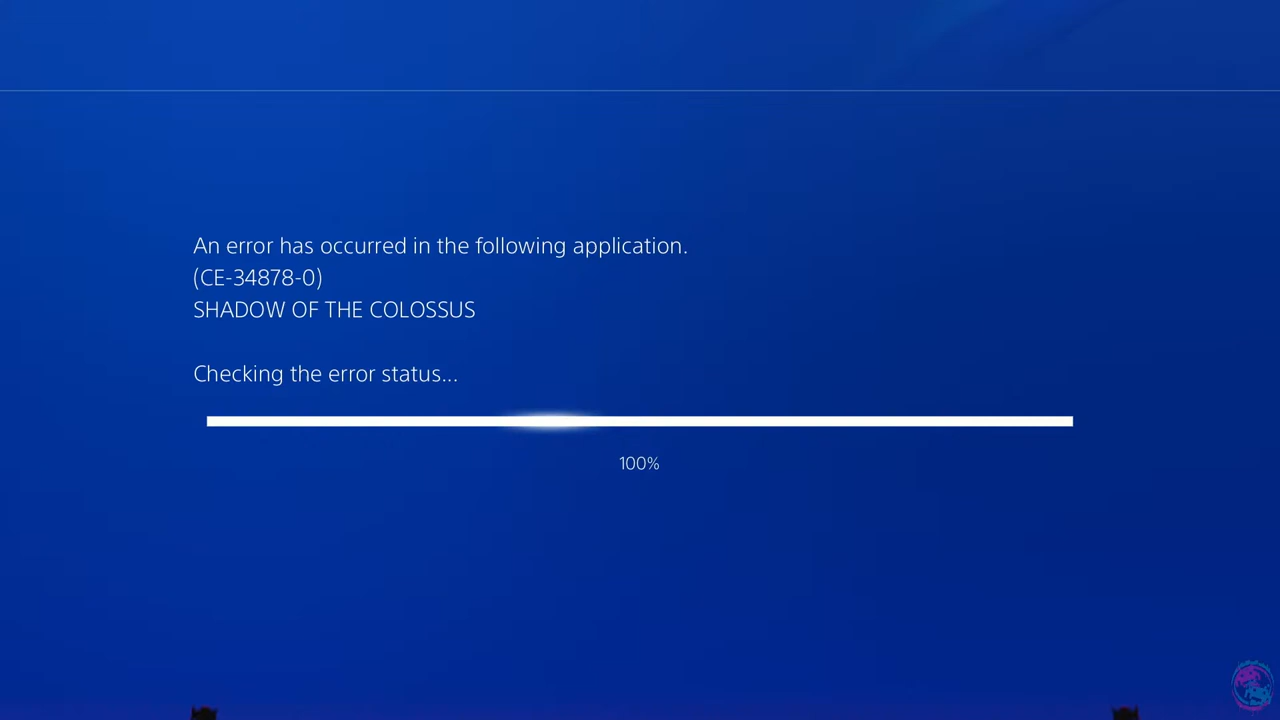 An error has occurred in the following application.
(CE-34878-0)
SHADOW OF THE COLOSSUS
Checking the error status...
100%